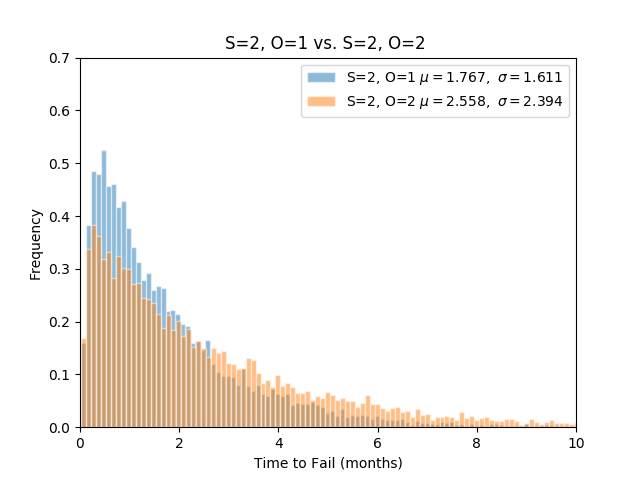 S=2, O=1 vs. S=2, O=2
S=2, O=1 μ = 1.767, σ = 1.611
S=2, O=2 μ = 2.558, σ = 2.394
0.7
0.6
0.5
0.4
0.3
0.2
0.1
0.0
Frequency
0 2 4 6 8 10
Time to Fail (months)